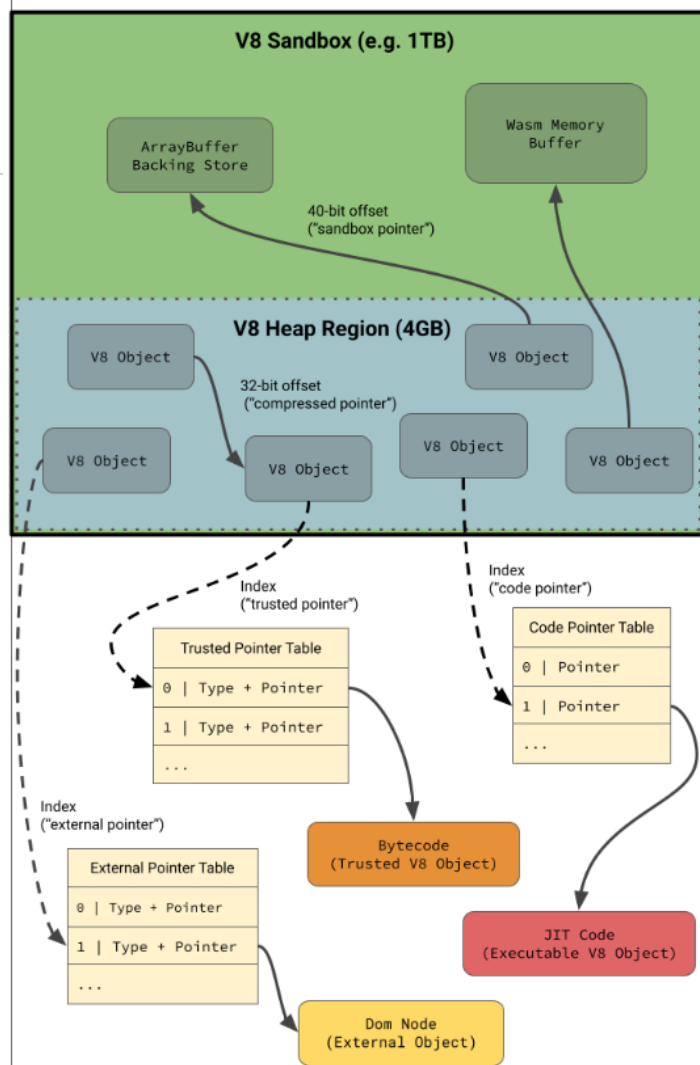 V8 Sandbox (e.g. 1TB)
ArrayBuffer
Backing Store
Wasm Memory
Buffer
40-bit offset
(“sandbox pointer”)
V8 Heap Region (4GB)
V8 Object
V8 Object
32-bit offset
(“compressed pointer”)
V8 Object
V8 Object
V8 Object
V8 Object
Index
(“trusted pointer”)
Index
(“code pointer”)
Trusted Pointer Table
0 | Type + Pointer
1 | Type + Pointer
...
Code Pointer Table
0 | Pointer
1 | Pointer
...
Index
(“external pointer”)
Bytecode
(Trusted V8 Object)
External Pointer Table
0 | Type + Pointer
1 | Type + Pointer
...
JIT Code
(Executable V8 Object)
Dom Node
(External Object)